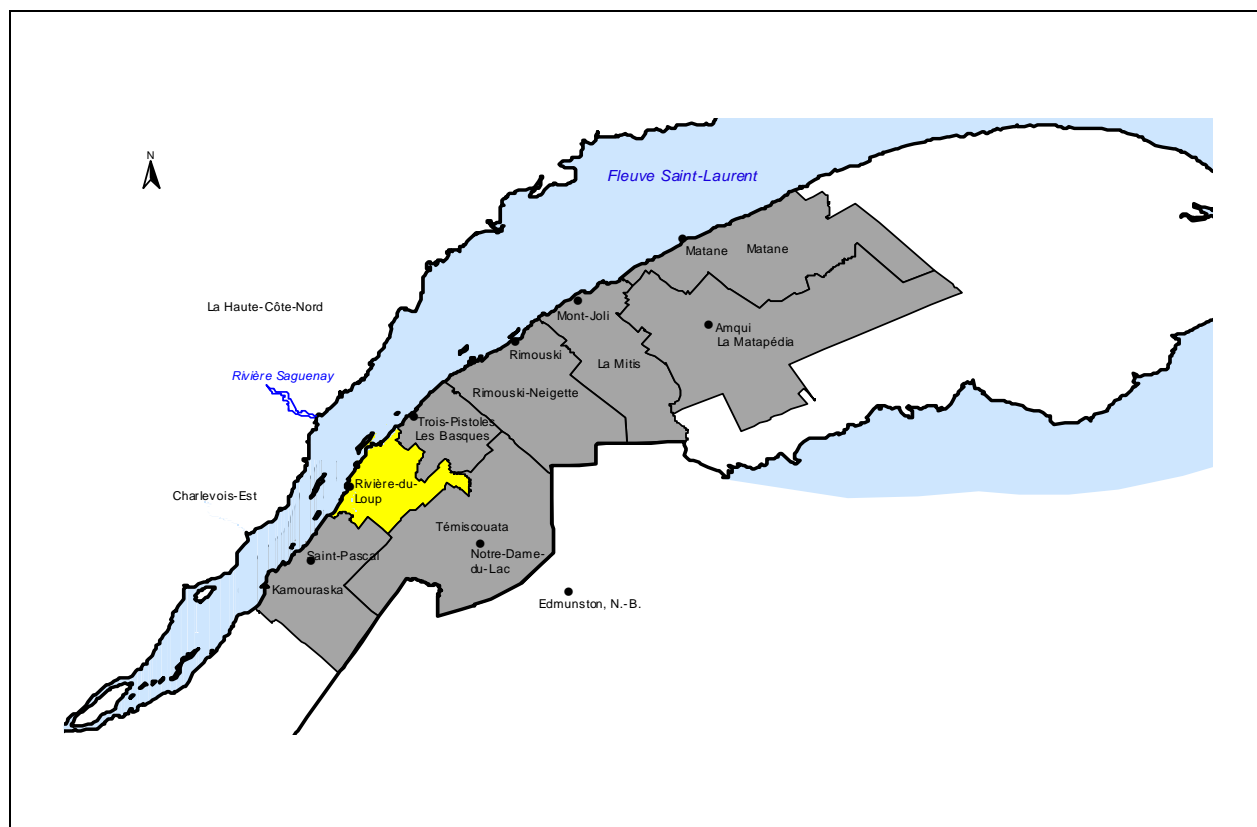 N
Fleuve Saint-Laurent
Matane
Matane
La Haute-Côte-Nord
Mont-Joli
Amqui
La Matapédia
Rimouski
La Mitis
Rivière Saguenay
Rimouski-Neigette
Trois-Pistoles
Les Basques
Rivière-du-
Loup
Charlevois-Est
Témiscouata
Saint-Pascal
Notre-Dame-
du-Lac
Kamouraska
Edmunston, N.-B.